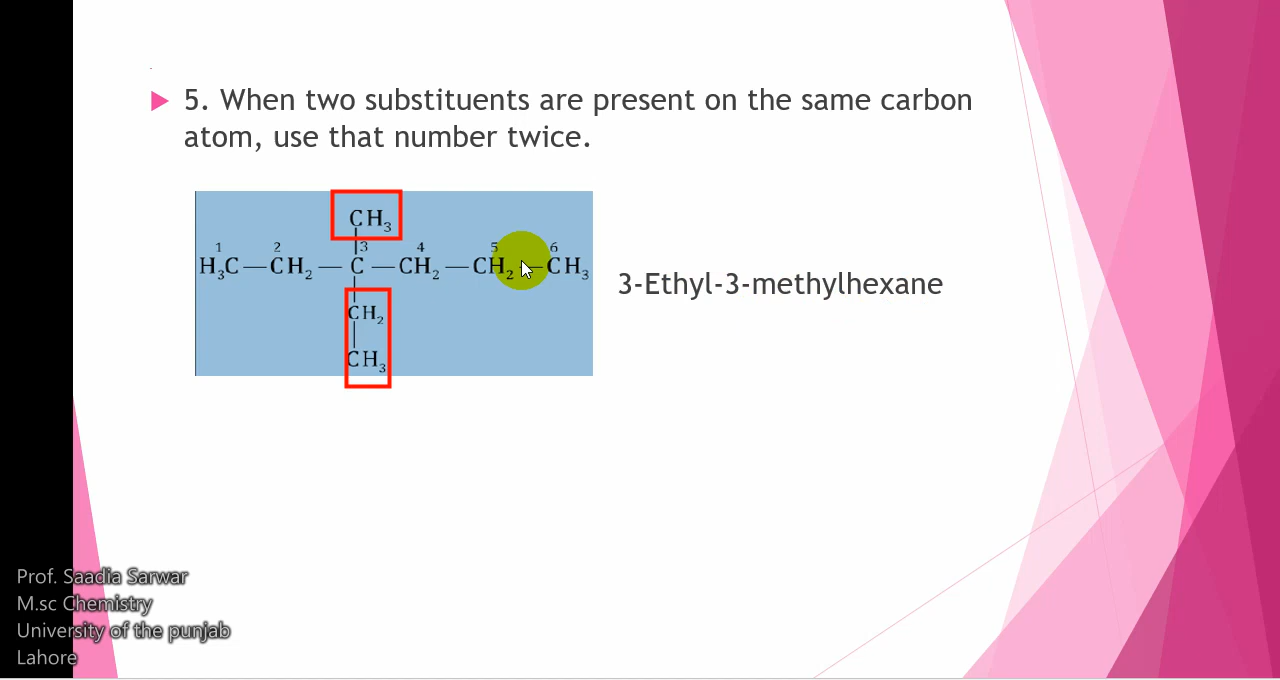 5. When two substituents are present on the same carbon
atom, use that number twice.
CH₃
1 2 3 4 5 6
H₃C—CH₂—C—CH₂—CH₂—CH₃
CH₂
CH₃
3-Ethyl-3-methylhexane
Prof. Saadia Sarwar
M.sc Chemistry
University of the punjab
Lahore